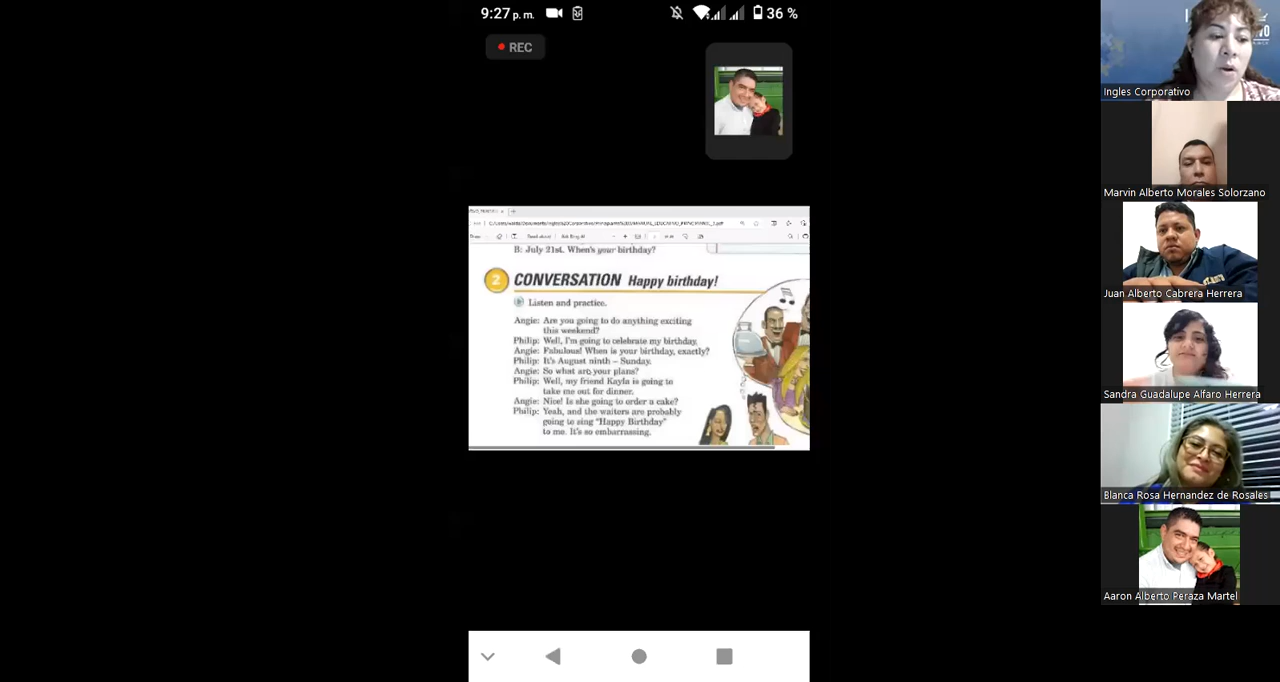 9:27 p.m.
36 %
REC
B: July 21st. When's your birthday?
2 CONVERSATION Happy birthday!
Listen and practice.
Angie: Are you going to do anything exciting
this weekend?
Philip: Well, I'm going to celebrate my birthday.
Angie: Fabulous! When is your birthday, exactly?
Philip: It's August ninth – Sunday.
Angie: So what are your plans?
Philip: Well, my friend Kayla is going to
take me out for dinner.
Angie: Nice! Is she going to order a cake?
Philip: Yeah, and the waiters are probably
going to sing "Happy Birthday"
to me. It's so embarrassing.
Ingles Corporativo
Marvin Alberto Morales Solorzano
Juan Alberto Cabrera Herrera
Sandra Guadalupe Alfaro Herrera
Blanca Rosa Hernandez de Rosales
Aaron Alberto Peraza Martel